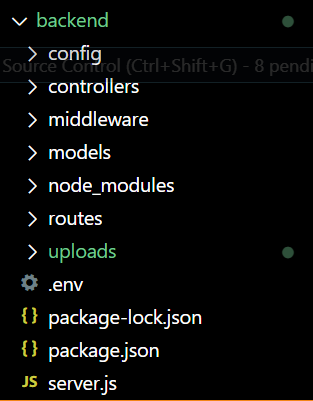 backend
config
Source Control (Ctrl+Shift+G) - 8 pendi
controllers
middleware
models
node_modules
routes
uploads
.env
{} package-lock.json
{} package.json
JS server.js